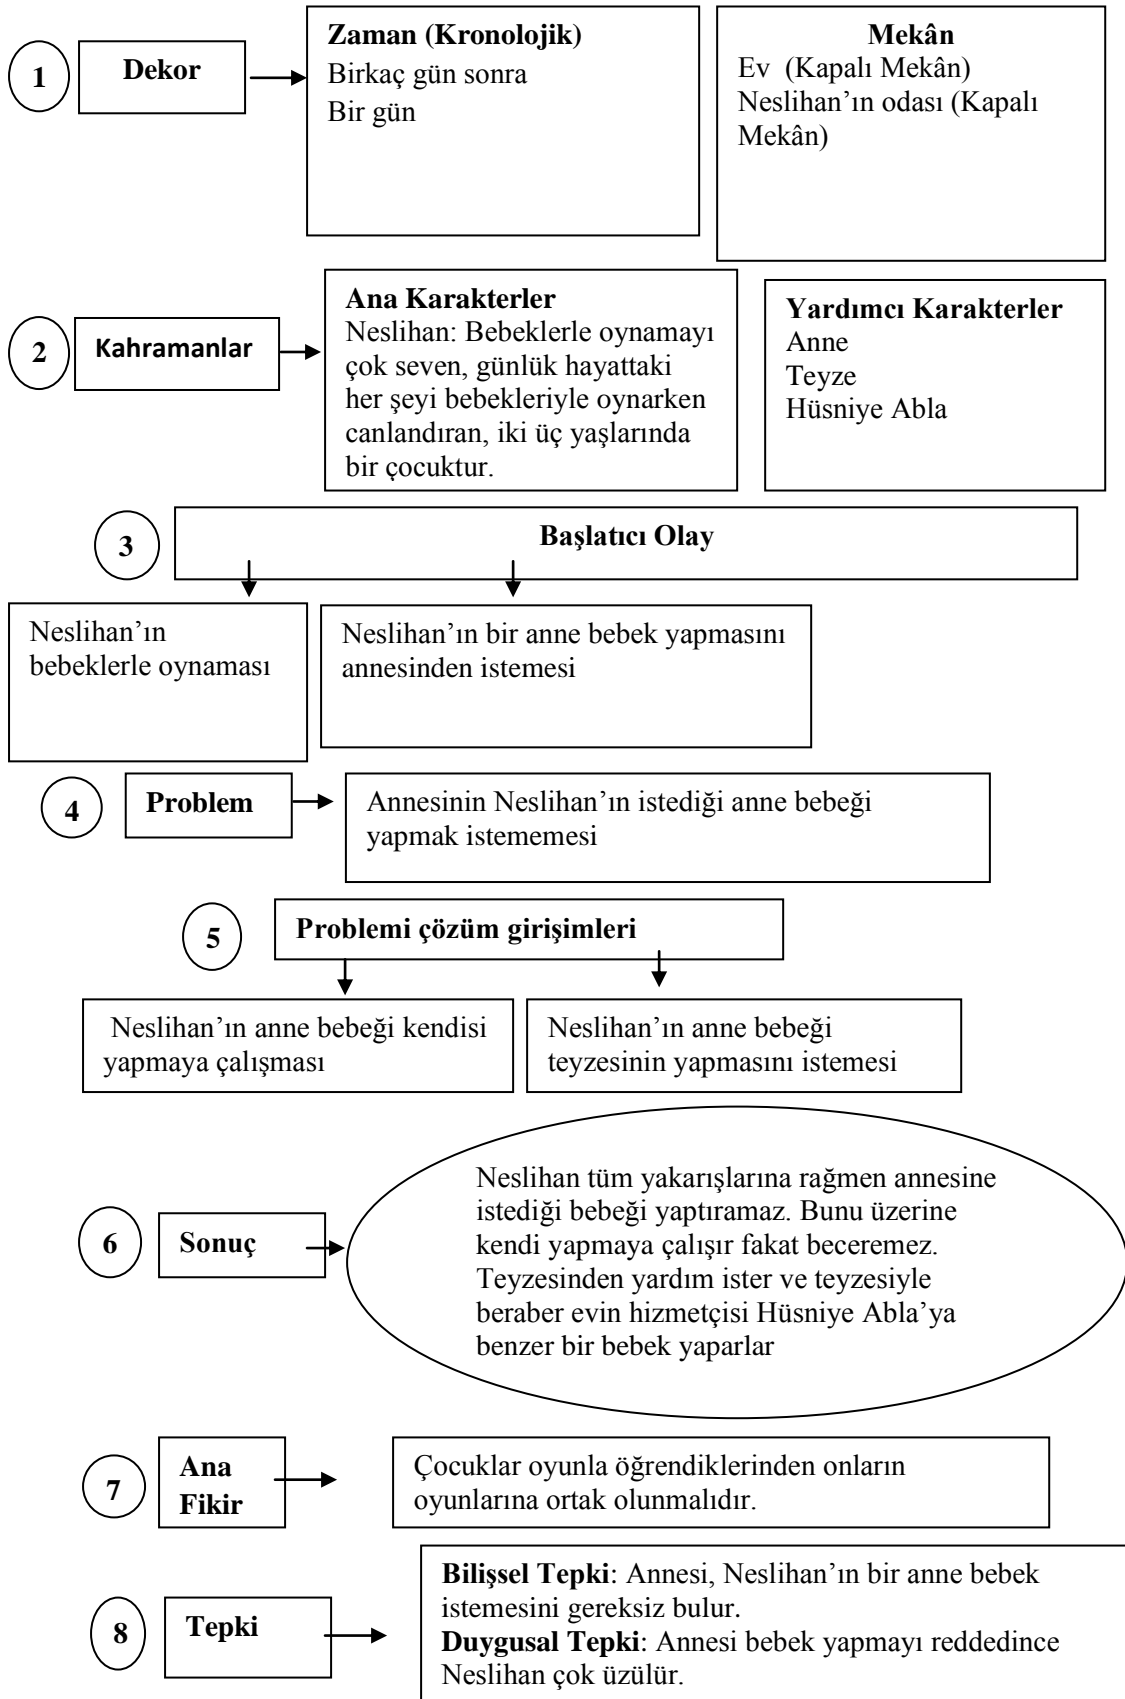 1
Dekor
Zaman (Kronolojik)
Birkaç gün sonra
Bir gün
Mekân
Ev  (Kapalı Mekân)
Neslihan’ın odası (Kapalı
Mekân)
2
Kahramanlar
Ana Karakterler
Neslihan: Bebeklerle oynamayı
çok seven, günlük hayattaki
her şeyi bebekleriyle oynarken
canlandıran, iki üç yaşlarında
bir çocuktur.
Yardımcı Karakterler
Anne
Teyze
Hüsniye Abla
3
Başlatıcı Olay
Neslihan’ın
bebeklerle oynaması
Neslihan’ın bir anne bebek yapmasını
annesinden istemesi
4
Problem
Annesinin Neslihan’ın istediği anne bebeği
yapmak istememesi
5
Problemi çözüm girişimleri
Neslihan’ın anne bebeği kendisi
yapmaya çalışması
Neslihan’ın anne bebeği
teyzesinin yapmasını istemesi
6
Sonuç
Neslihan tüm yakarışlarına rağmen annesine
istediği bebeği yaptıramaz. Bunu üzerine
kendi yapmaya çalışır fakat beceremez.
Teyzesinden yardım ister ve teyzesiyle
beraber evin hizmetçisi Hüsniye Abla’ya
benzer bir bebek yaparlar
7
Ana
Fikir
Çocuklar oyunla öğrendiklerinden onların
oyunlarına ortak olunmalıdır.
8
Tepki
Bilişsel Tepki: Annesi, Neslihan’ın bir anne bebek
istemesini gereksiz bulur.
Duygusal Tepki: Annesi bebek yapmayı reddedince
Neslihan çok üzülür.